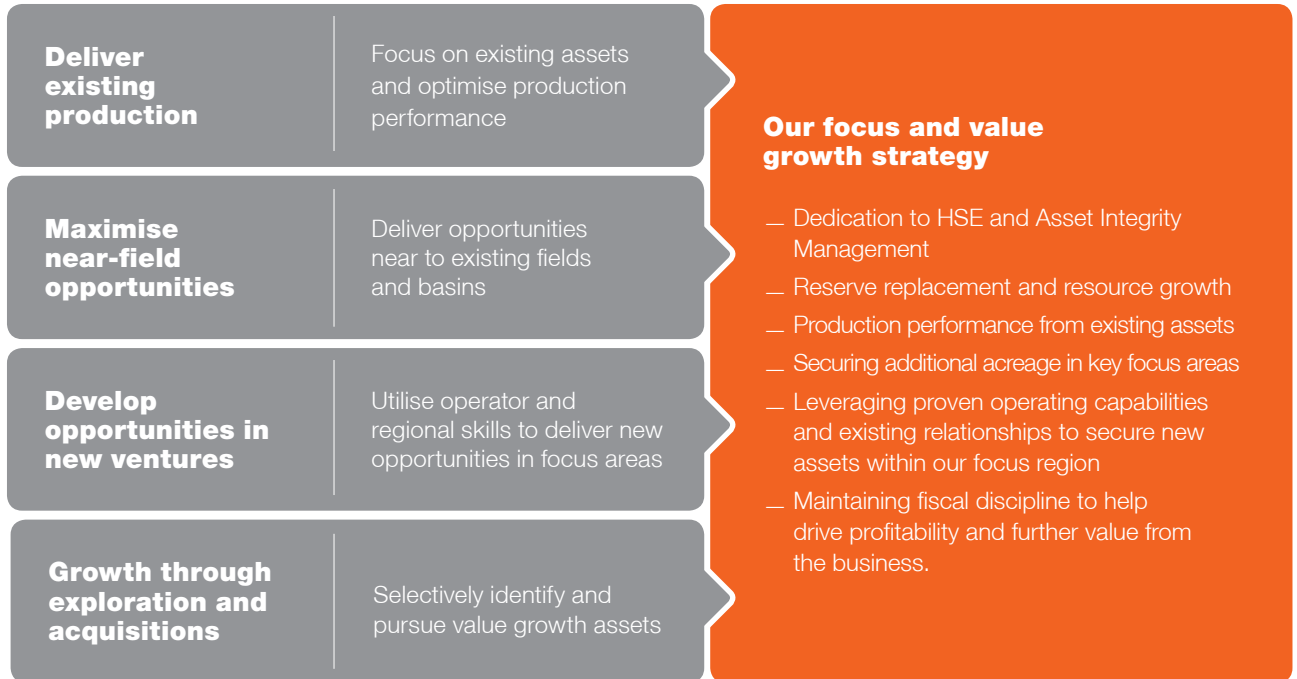 Deliver
existing
production
Focus on existing assets
and optimise production
performance
Maximise
near-field
opportunities
Deliver opportunities
near to existing fields
and basins
Develop
opportunities in
new ventures
Utilise operator and
regional skills to deliver new
opportunities in focus areas
Growth through
exploration and
acquisitions
Selectively identify and
pursue value growth assets
Our focus and value
growth strategy
— Dedication to HSE and Asset Integrity
Management
— Reserve replacement and resource growth
— Production performance from existing assets
— Securing additional acreage in key focus areas
— Leveraging proven operating capabilities
and existing relationships to secure new
assets within our focus region
— Maintaining fiscal discipline to help
drive profitability and further value from
the business.